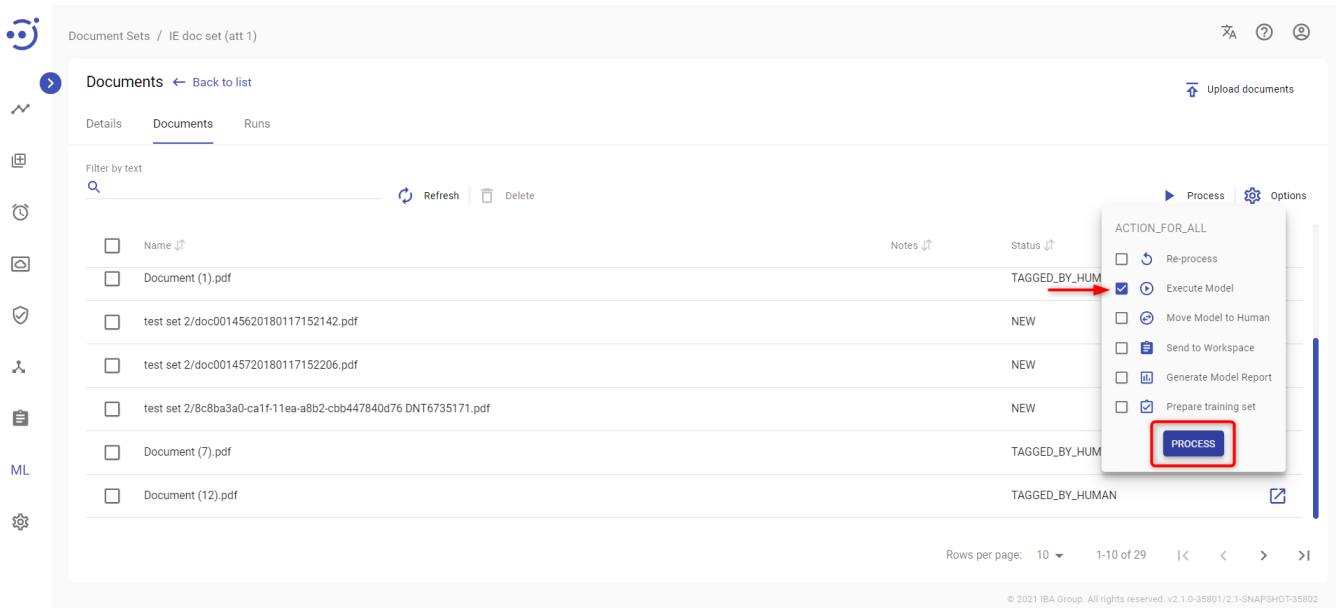 Document Sets / IE doc set (att 1)
Documents ← Back to list
Upload documents
Details Documents Runs
Filter by text
Refresh Delete
Process Options
ACTION_FOR_ALL
Re-process
Execute Model
Move Model to Human
Send to Workspace
Generate Model Report
Prepare training set
PROCESS
Name Notes Status
Document (1).pdf TAGGED_BY_HUM
test set 2/doc00145620180117152142.pdf NEW
test set 2/doc00145720180117152206.pdf NEW
test set 2/8c8ba3a0-ca1f-11ea-a8b2-cbb447840d76 DNT6735171.pdf NEW
Document (7).pdf TAGGED_BY_HUM
Document (12).pdf TAGGED_BY_HUMAN
ML
Rows per page: 10 1-10 of 29
© 2021 IBA Group. All rights reserved. v2.1.0-35801/2.1-SNAPSHOT-35802